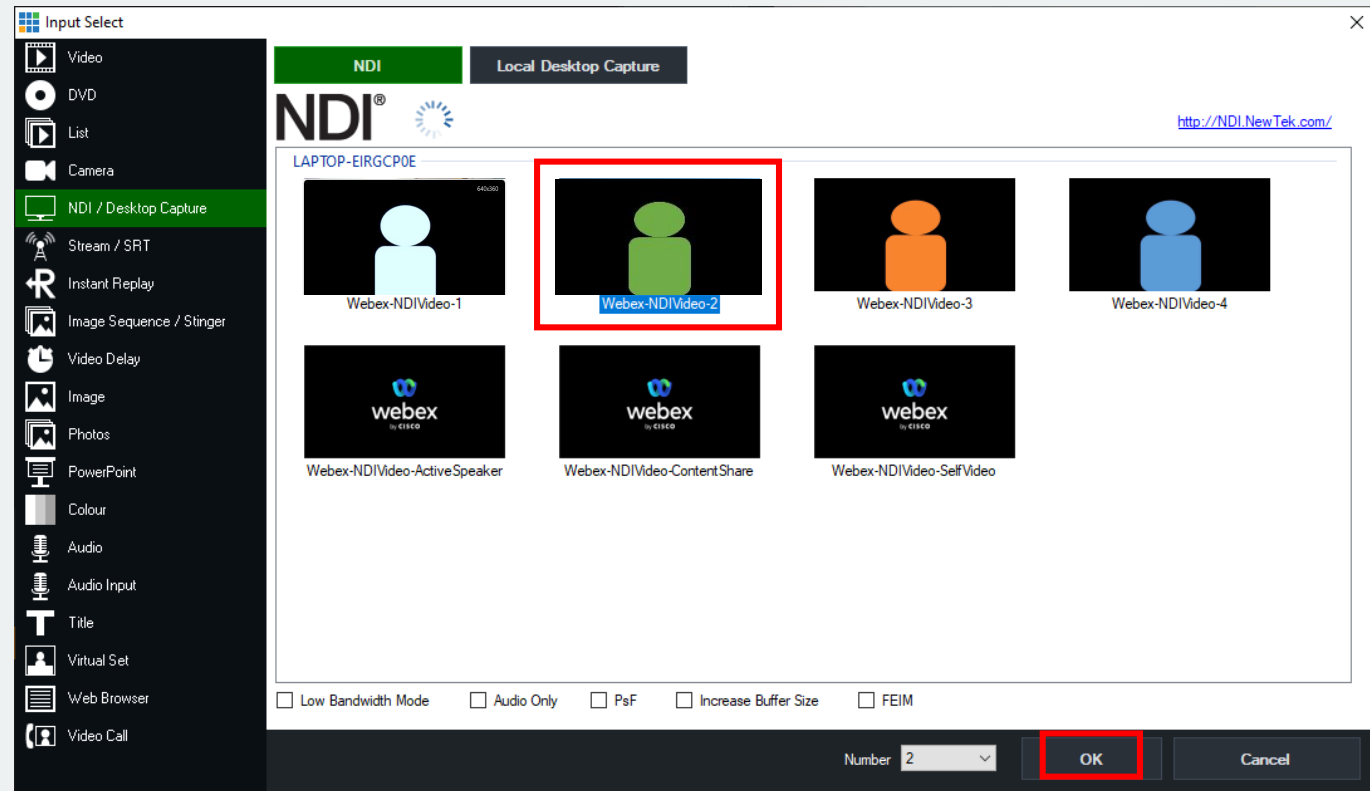 Input Select
Video
DVD
List
Camera
NDI / Desktop Capture
Stream / SRT
Instant Replay
Image Sequence / Stinger
Video Delay
Image
Photos
PowerPoint
Colour
Audio
Audio Input
Title
Virtual Set
Web Browser
Video Call
NDI Local Desktop Capture
NDI®
http://NDI.NewTek.com/
LAPTOP-EIRGCP0E
640x360
Webex-NDIVideo-1 Webex-NDIVideo-2 Webex-NDIVideo-3 Webex-NDIVideo-4
webex webex webex
by CISCO by CISCO by CISCO
Webex-NDIVideo-ActiveSpeaker Webex-NDIVideo-ContentShare Webex-NDIVideo-SelfVideo
Low Bandwidth Mode Audio Only PsF Increase Buffer Size FEIM
Number 2 OK Cancel